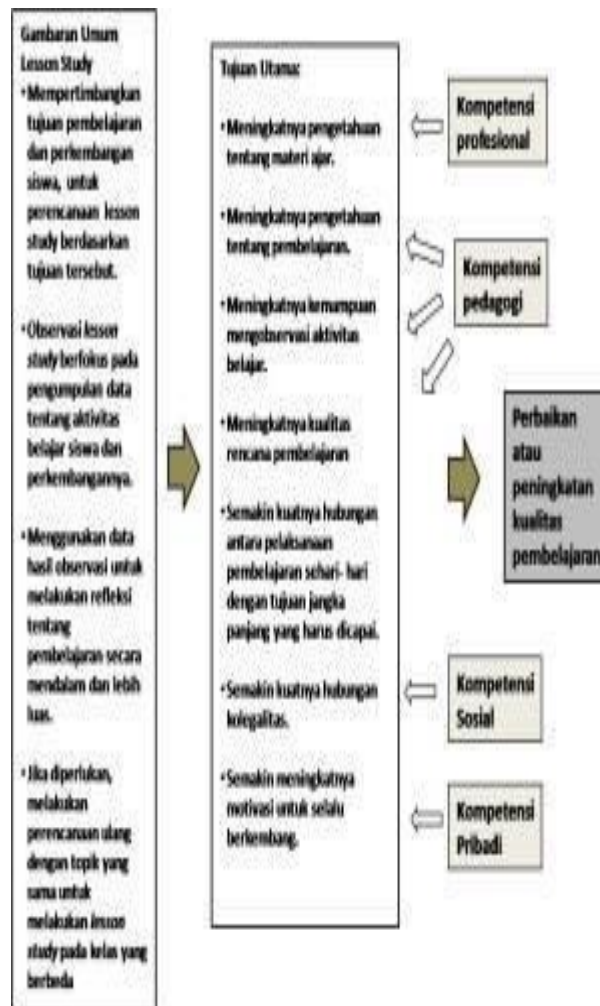 Gambaran Umum
Lesson Study
•Mempertimbangkan
tujuan pembelajaran
dan perkembangan
siswa, untuk
perencanaan lesson
study berdasarkan
tujuan tersebut.
•Observasi lesson
study berfokus pada
pengumpulan data
tentang aktivitas
belajar siswa dan
perkembangannya.
•Menggunakan data
hasil observasi untuk
melakukan refleksi
tentang
pembelajaran secara
mendalam dan lebih
luas.
•Jika diperlukan,
melakukan
perencanaan ulang
dengan topik yang
sama untuk
melakukan lesson
study pada kelas yang
berbeda
Tujuan Utama:
•Meningkatnya pengetahuan
tentang materi ajar.
•Meningkatnya pengetahuan
tentang pembelajaran.
•Meningkatnya kemampuan
mengobservasi aktivitas
belajar.
•Meningkatnya kualitas
rencana pembelajaran
•Semakin kuatnya hubungan
antara pelaksanaan
pembelajaran sehari- hari
dengan tujuan jangka
panjang yang harus dicapai.
•Semakin kuatnya hubungan
kolegalitas.
•Semakin meningkatnya
motivasi untuk selalu
berkembang.
Kompetensi
profesional
Kompetensi
pedagogi
Perbaikan
atau
peningkatan
kualitas
pembelajaran
Kompetensi
Sosial
Kompetensi
Pribadi